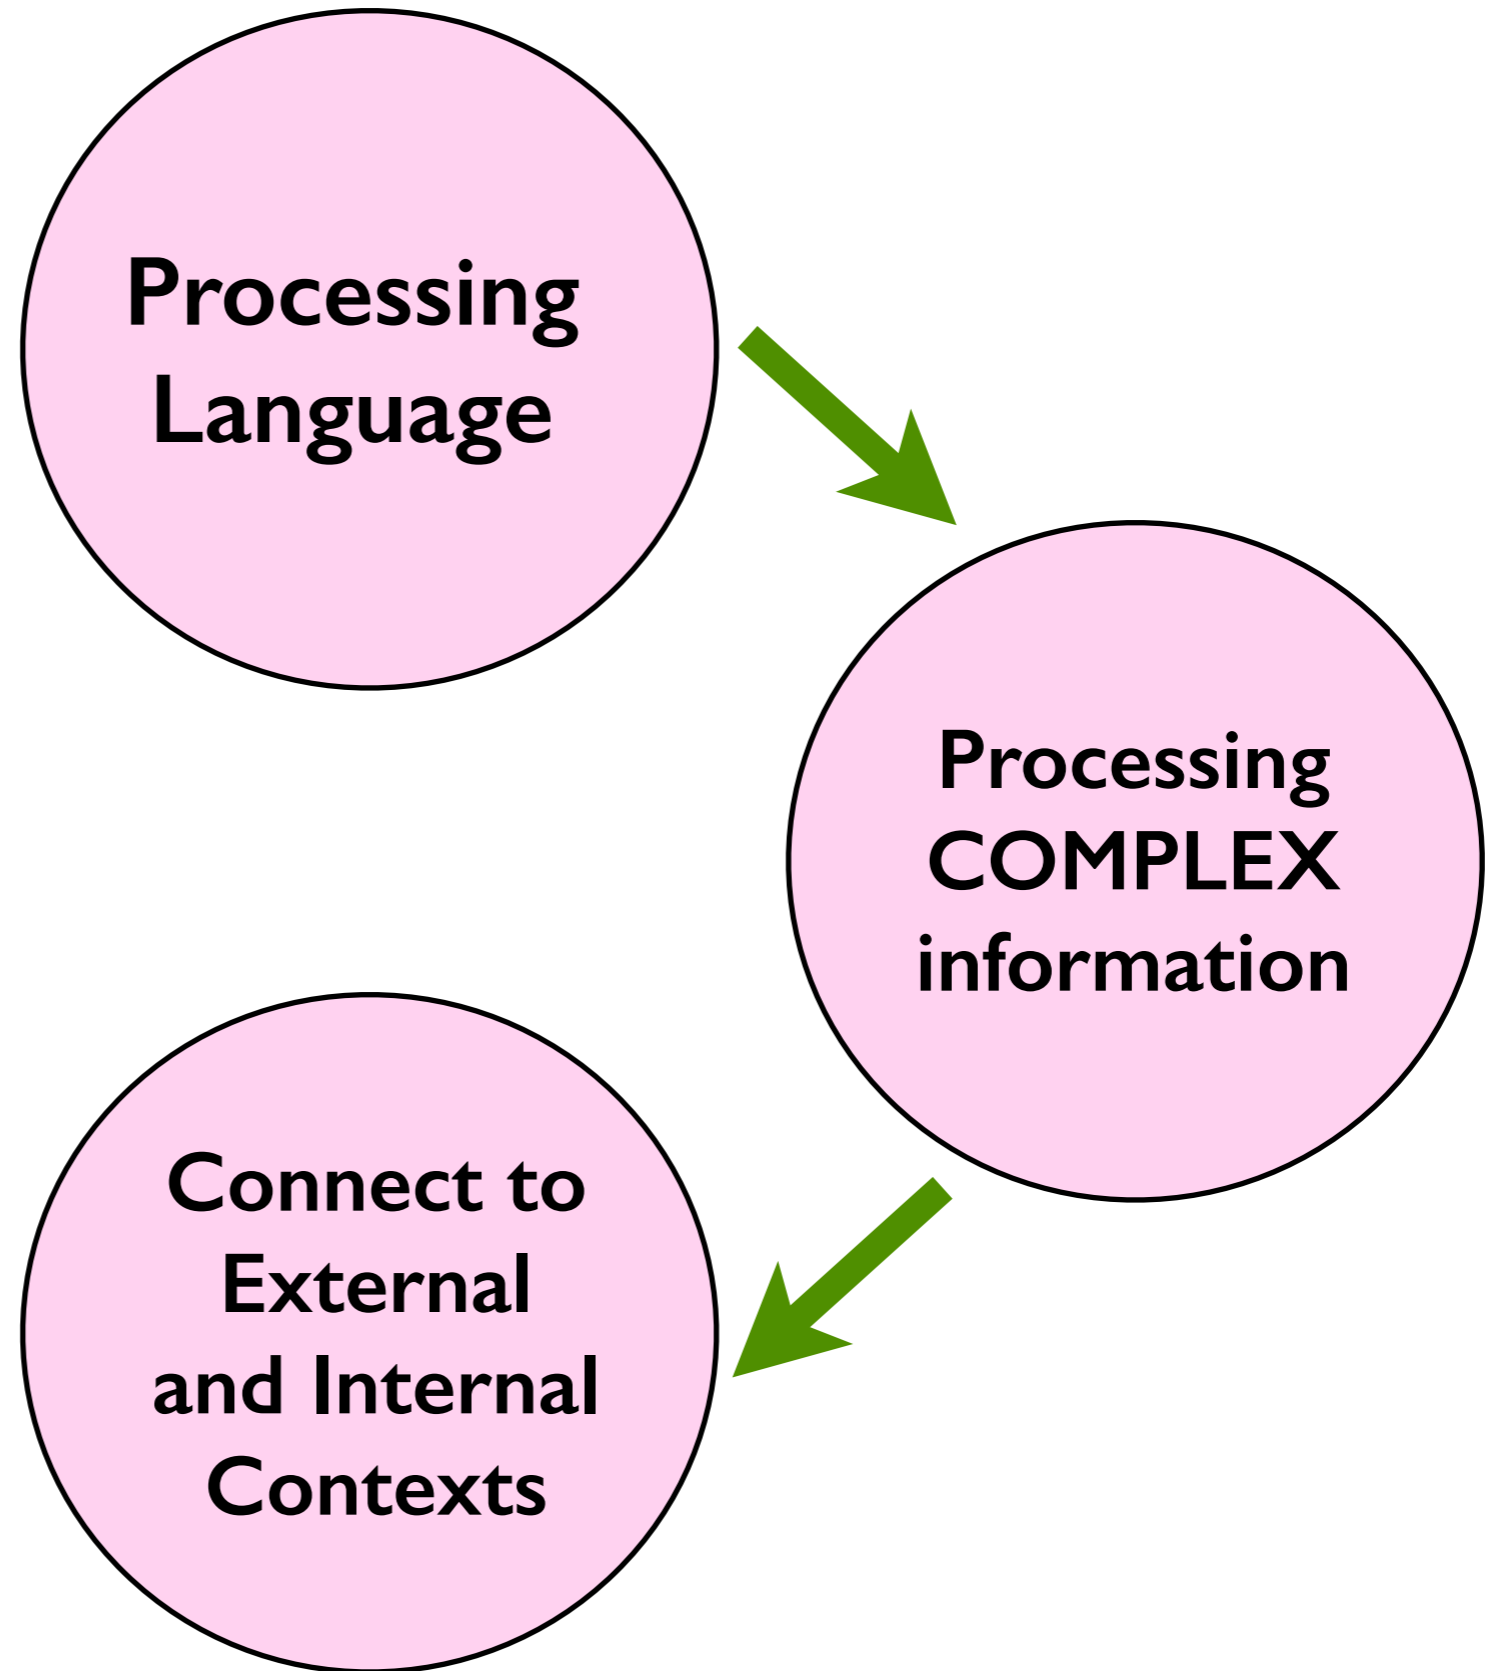 Processing
Language
Processing
COMPLEX
information
Connect to
External
and Internal
Contexts